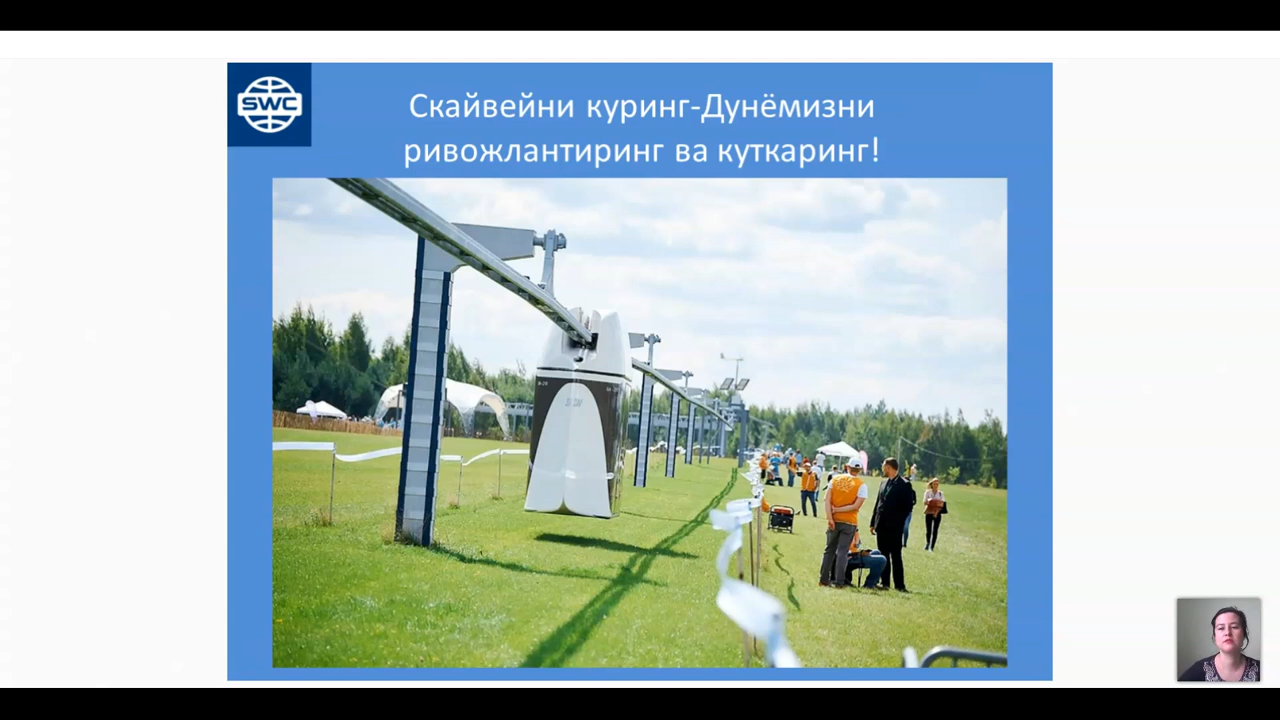 SWC
Скайвейни куринг-Дунёмизни
ривожлантиринг ва куткаринг!